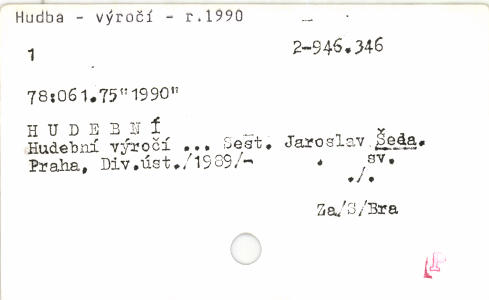 Hudba - výročí - r.1990
1 2-946.346
78:061.75"1990"
H U D E B N Í
Hudební výročí ... Sest. Jaroslav Šeda.
Praha, Div.úst./1989/- . sv.
./.
Za/S/Bra